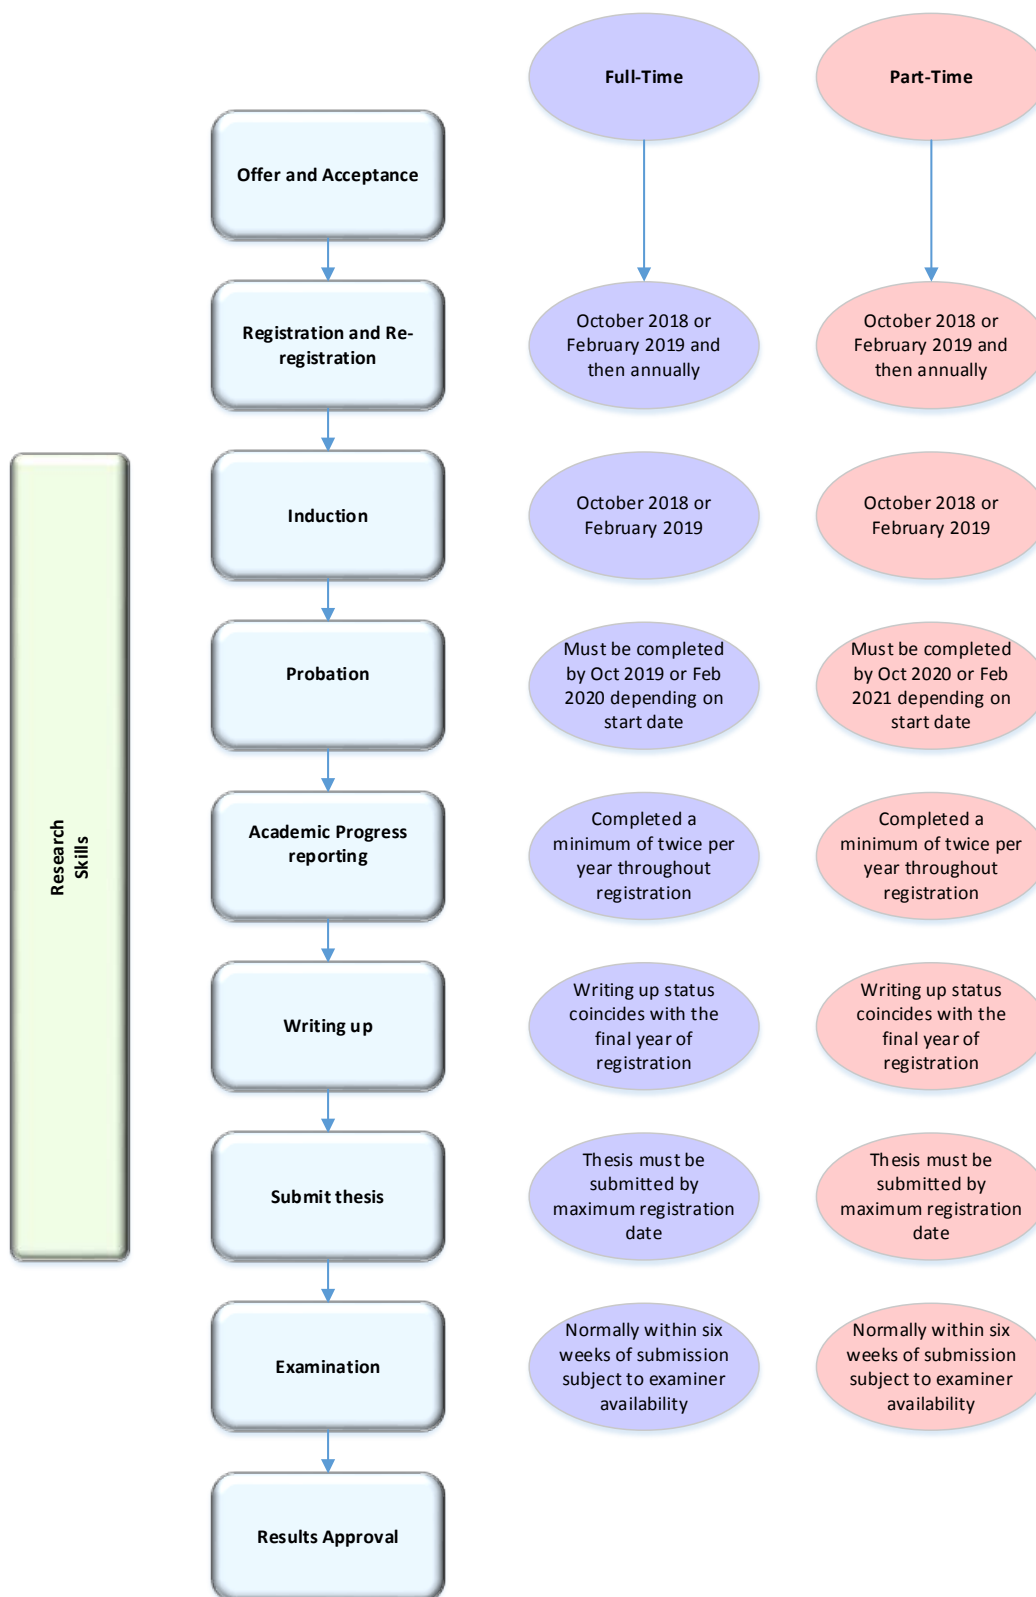 Full-Time
Part-Time
Offer and Acceptance
Registration and Re-
registration
October 2018 or
February 2019 and
then annually
October 2018 or
February 2019 and
then annually
Research
Skills
Induction
October 2018 or
February 2019
October 2018 or
February 2019
Probation
Must be completed
by Oct 2019 or Feb
2020 depending on
start date
Must be completed
by Oct 2020 or Feb
2021 depending on
start date
Academic Progress
reporting
Completed a
minimum of twice per
year throughout
registration
Completed a
minimum of twice per
year throughout
registration
Writing up
Writing up status
coincides with the
final year of
registration
Writing up status
coincides with the
final year of
registration
Submit thesis
Thesis must be
submitted by
maximum registration
date
Thesis must be
submitted by
maximum registration
date
Examination
Normally within six
weeks of submission
subject to examiner
availability
Normally within six
weeks of submission
subject to examiner
availability
Results Approval